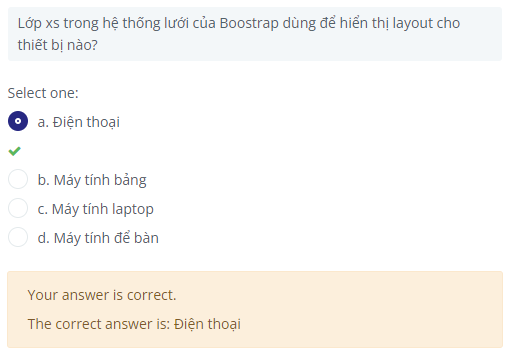 Lớp xs trong hệ thống lưới của Boostrap dùng để hiển thị layout cho
thiết bị nào?
Select one:
a. Điện thoại
b. Máy tính bảng
c. Máy tính laptop
d. Máy tính để bàn
Your answer is correct.
The correct answer is: Điện thoại